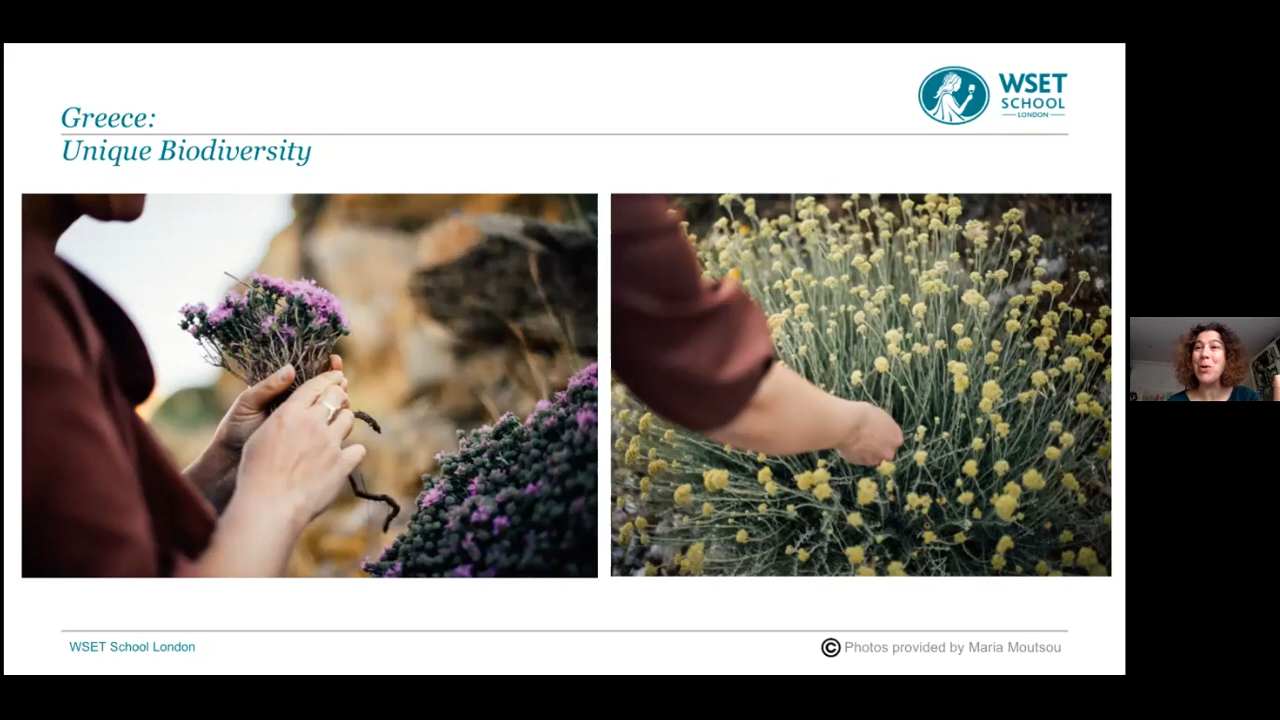 WSET
SCHOOL
LONDON
Greece:
Unique Biodiversity
WSET School London
© Photos provided by Maria Moutsou